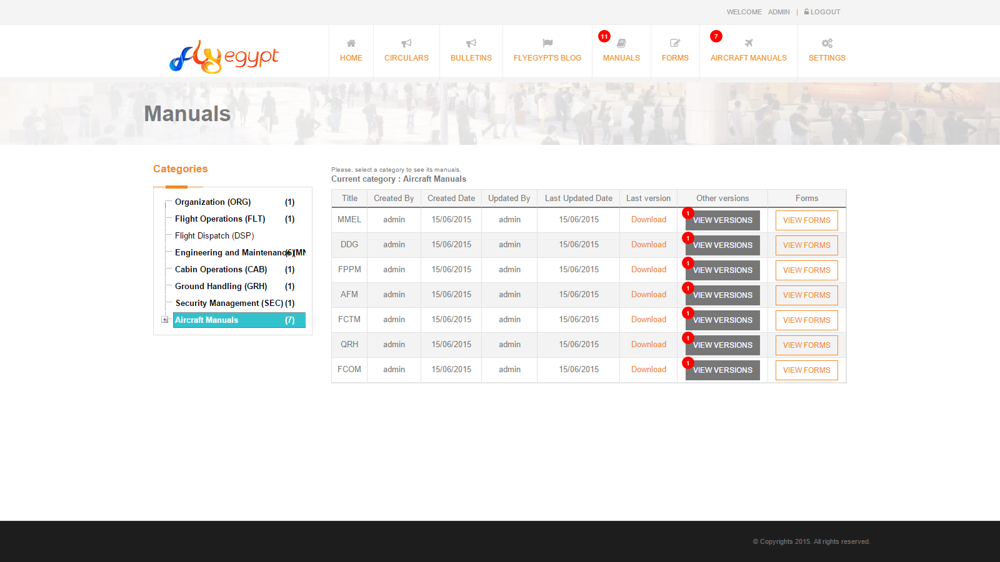 WELCOME ADMIN | LOGOUT
flyegypt
HOME
CIRCULARS
BULLETINS
FLYEGYPT'S BLOG
11
MANUALS
FORMS
7
AIRCRAFT MANUALS
SETTINGS
Manuals
Categories
Organization (ORG) (1)
Flight Operations (FLT) (1)
Flight Dispatch (DSP)
Engineering and Maintenance (MN (6)
Cabin Operations (CAB) (1)
Ground Handling (GRH) (1)
Security Management (SEC) (1)
Aircraft Manuals (7)
Please, select a category to see its manuals.
Current category : Aircraft Manuals
Title Created By Created Date Updated By Last Updated Date Last version Other versions Forms
MMEL admin 15/06/2015 admin 15/06/2015 Download 1 VIEW VERSIONS VIEW FORMS
DDG admin 15/06/2015 admin 15/06/2015 Download 1 VIEW VERSIONS VIEW FORMS
FPPM admin 15/06/2015 admin 15/06/2015 Download 1 VIEW VERSIONS VIEW FORMS
AFM admin 15/06/2015 admin 15/06/2015 Download 1 VIEW VERSIONS VIEW FORMS
FCTM admin 15/06/2015 admin 15/06/2015 Download 1 VIEW VERSIONS VIEW FORMS
QRH admin 15/06/2015 admin 15/06/2015 Download 1 VIEW VERSIONS VIEW FORMS
FCOM admin 15/06/2015 admin 15/06/2015 Download 1 VIEW VERSIONS VIEW FORMS
© Copyrights 2015. All rights reserved.